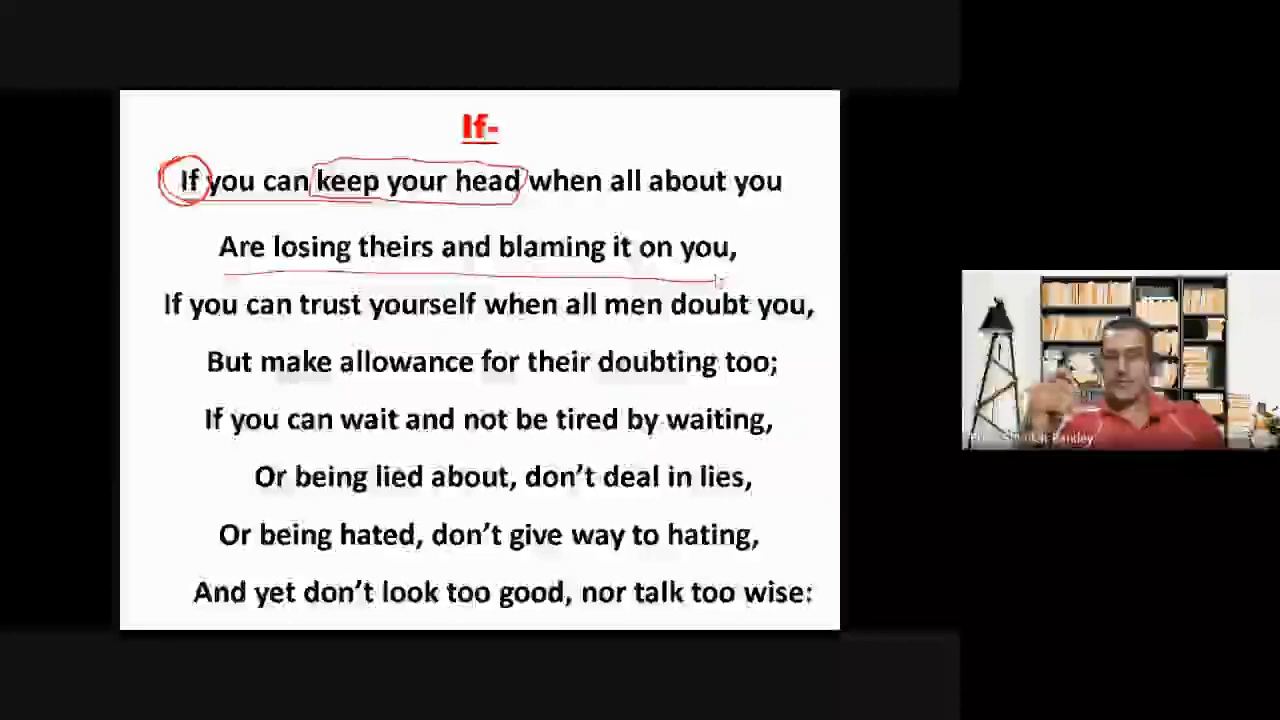 If-
If you can keep your head when all about you
Are losing theirs and blaming it on you,
If you can trust yourself when all men doubt you,
But make allowance for their doubting too;
If you can wait and not be tired by waiting,
Or being lied about, don’t deal in lies,
Or being hated, don’t give way to hating,
And yet don’t look too good, nor talk too wise:
Pandey